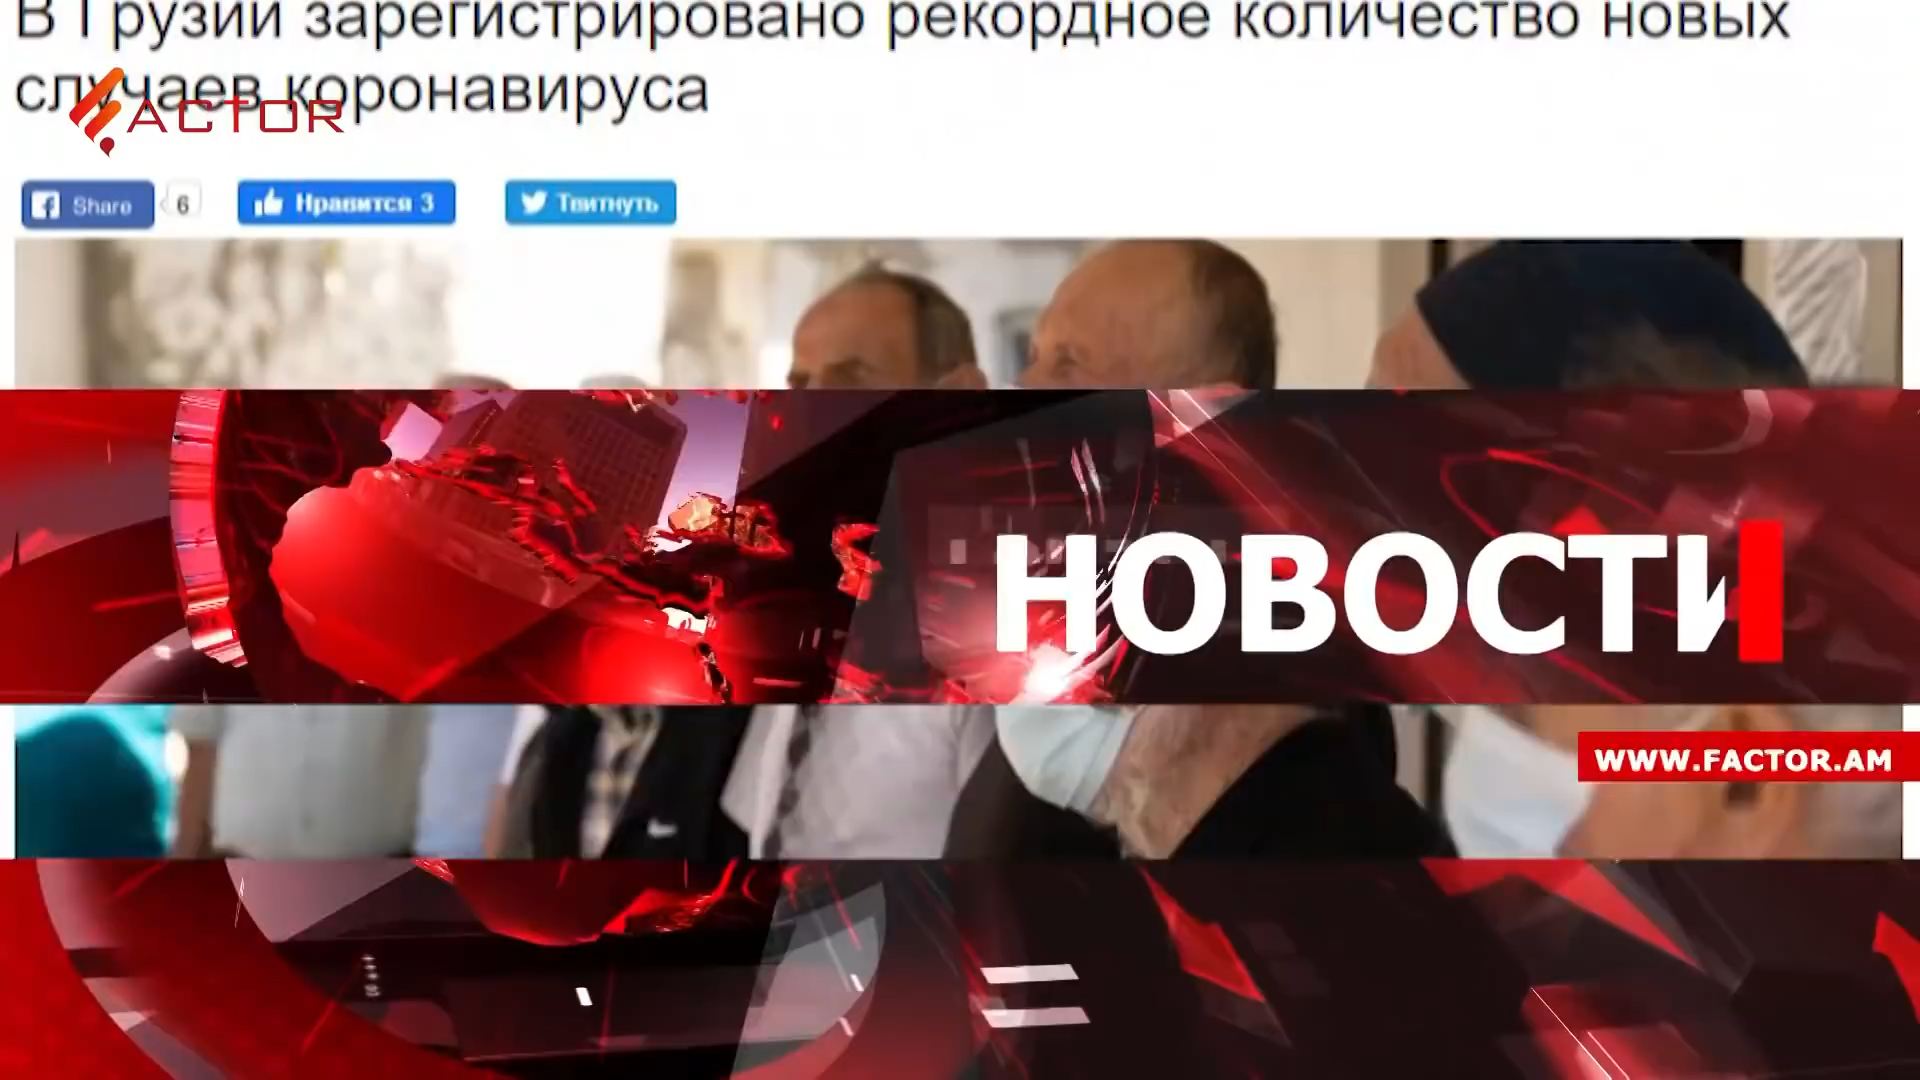 В Грузии зарегистрировано рекордное количество новых
случаев коронавируса
ACTOR
Share 6
Нравится 3
Твитнуть
НОВОСТИ
WWW.FACTOR.AM